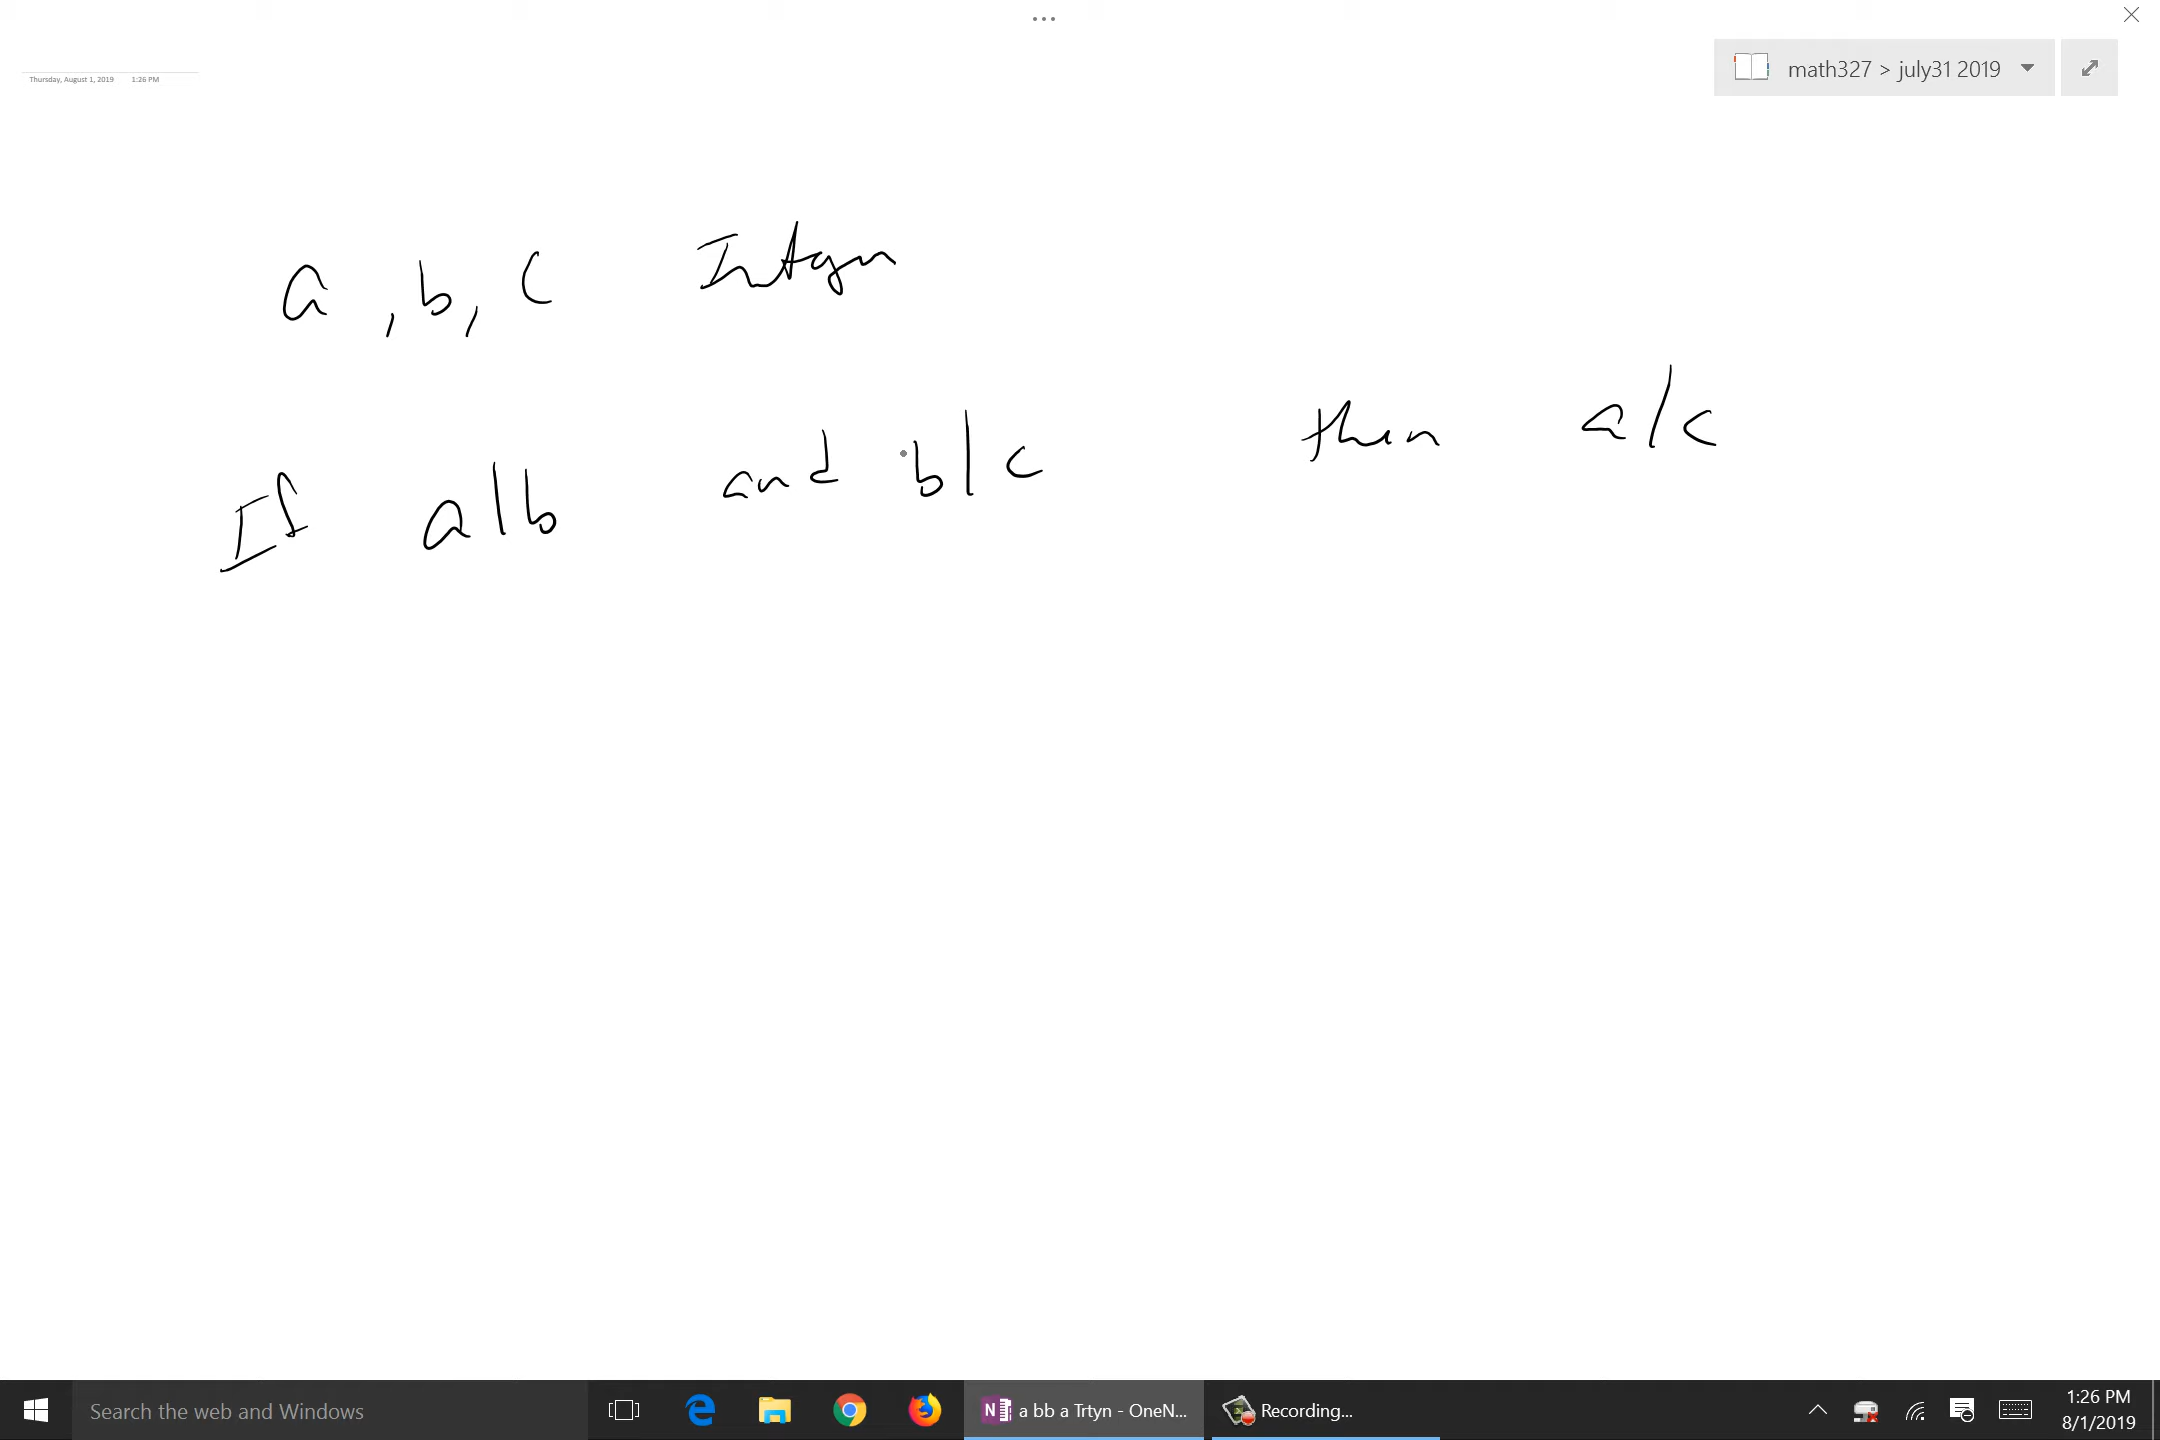 Thursday, August 1, 2019 1:26 PM
math327 > july31 2019
a , b, c
If a|b and b|c then a|c
Search the web and Windows
a bb a Trtyn - OneN...
Recording...
1:26 PM
8/1/2019